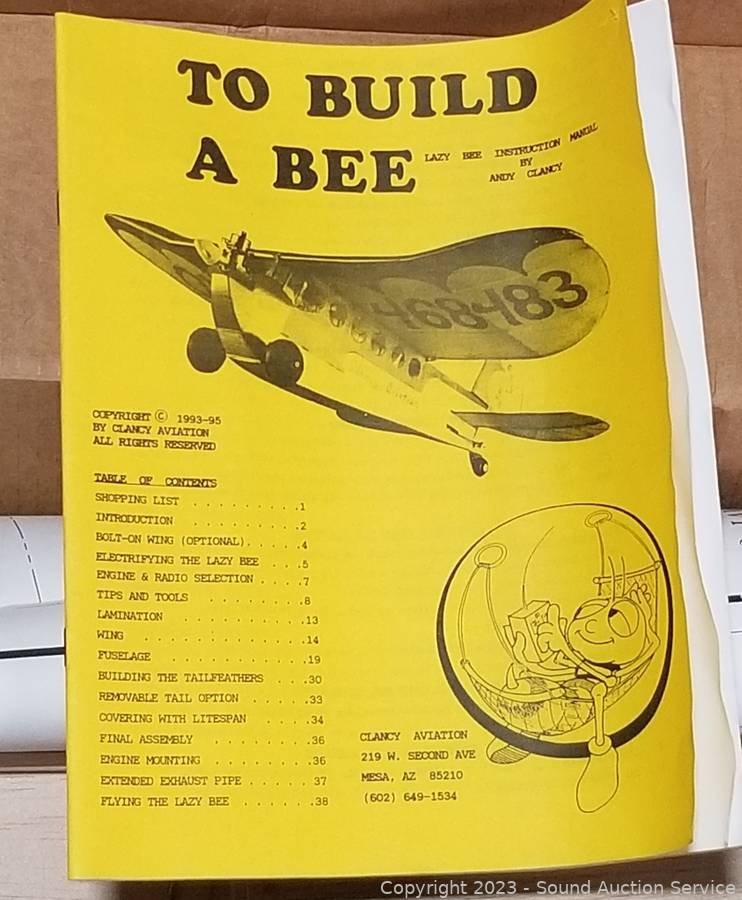 TO BUILD
A BEE
LAZY BEE INSTRUCTION MANUAL
BY
ANDY CLANCY
468483
COPYRIGHT © 1993-95
BY CLANCY AVIATION
ALL RIGHTS RESERVED
TABLE OF CONTENTS
SHOPPING LIST . . . . . . . . .1
INTRODUCTION . . . . . . . . .2
BOLT-ON WING (OPTIONAL). . . . .4
ELECTRIFYING THE LAZY BEE . . .5
ENGINE & RADIO SELECTION . . . .7
TIPS AND TOOLS . . . . . . . .8
LAMINATION . . . . . . . . . .13
WING . . . . . . . . . . . . .14
FUSELAGE . . . . . . . . . . .19
BUILDING THE TAILFEATHERS . . .30
REMOVABLE TAIL OPTION . . . . .33
COVERING WITH LITESPAN . . . .34
FINAL ASSEMBLY . . . . . . . .36
ENGINE MOUNTING . . . . . . . .36
EXTENDED EXHAUST PIPE . . . . . 37
FLYING THE LAZY BEE . . . . . .38
CLANCY AVIATION
219 W. SECOND AVE
MESA, AZ 85210
(602) 649-1534
Copyright 2023 - Sound Auction Service